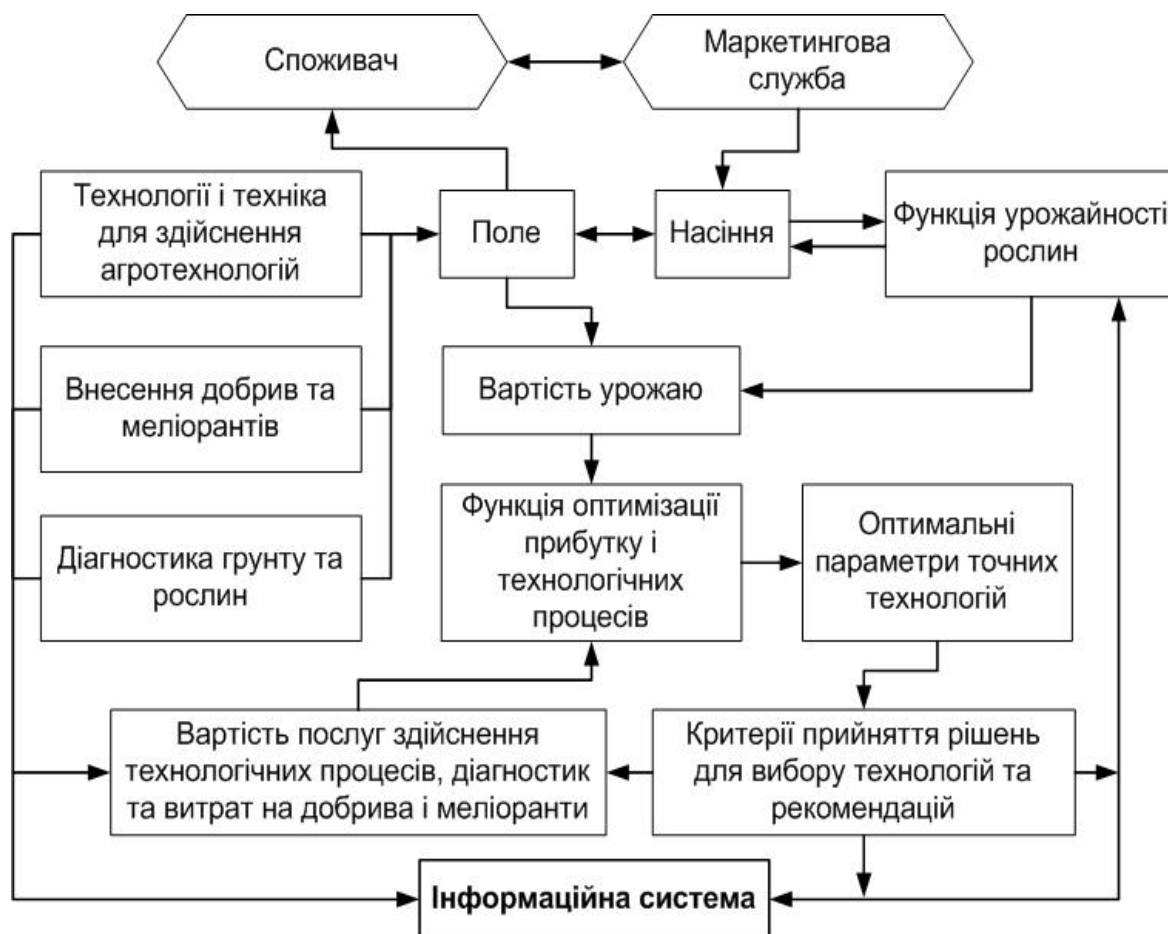 Споживач
Маркетингова
служба
Технології і техніка
для здійснення
агротехнологій
Поле
Насіння
Функція урожайності
рослин
Внесення добрив та
меліорантів
Вартість урожаю
Діагностика грунту та
рослин
Функція оптимізації
прибутку і
технологічних
процесів
Оптимальні
параметри точних
технологій
Вартість послуг здійснення
технологічних процесів, діагностик
та витрат на добрива і меліоранти
Критерії прийняття рішень
для вибору технологій та
рекомендацій
Інформаційна система